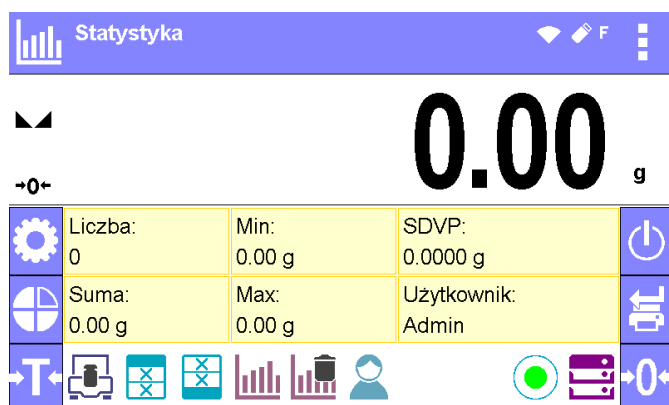 Statystyka
F
0.00 g
→0←
Liczba: Min: SDVP:
0 0.00 g 0.0000 g
Suma: Max: Użytkownik:
0.00 g 0.00 g Admin
→T← →0←